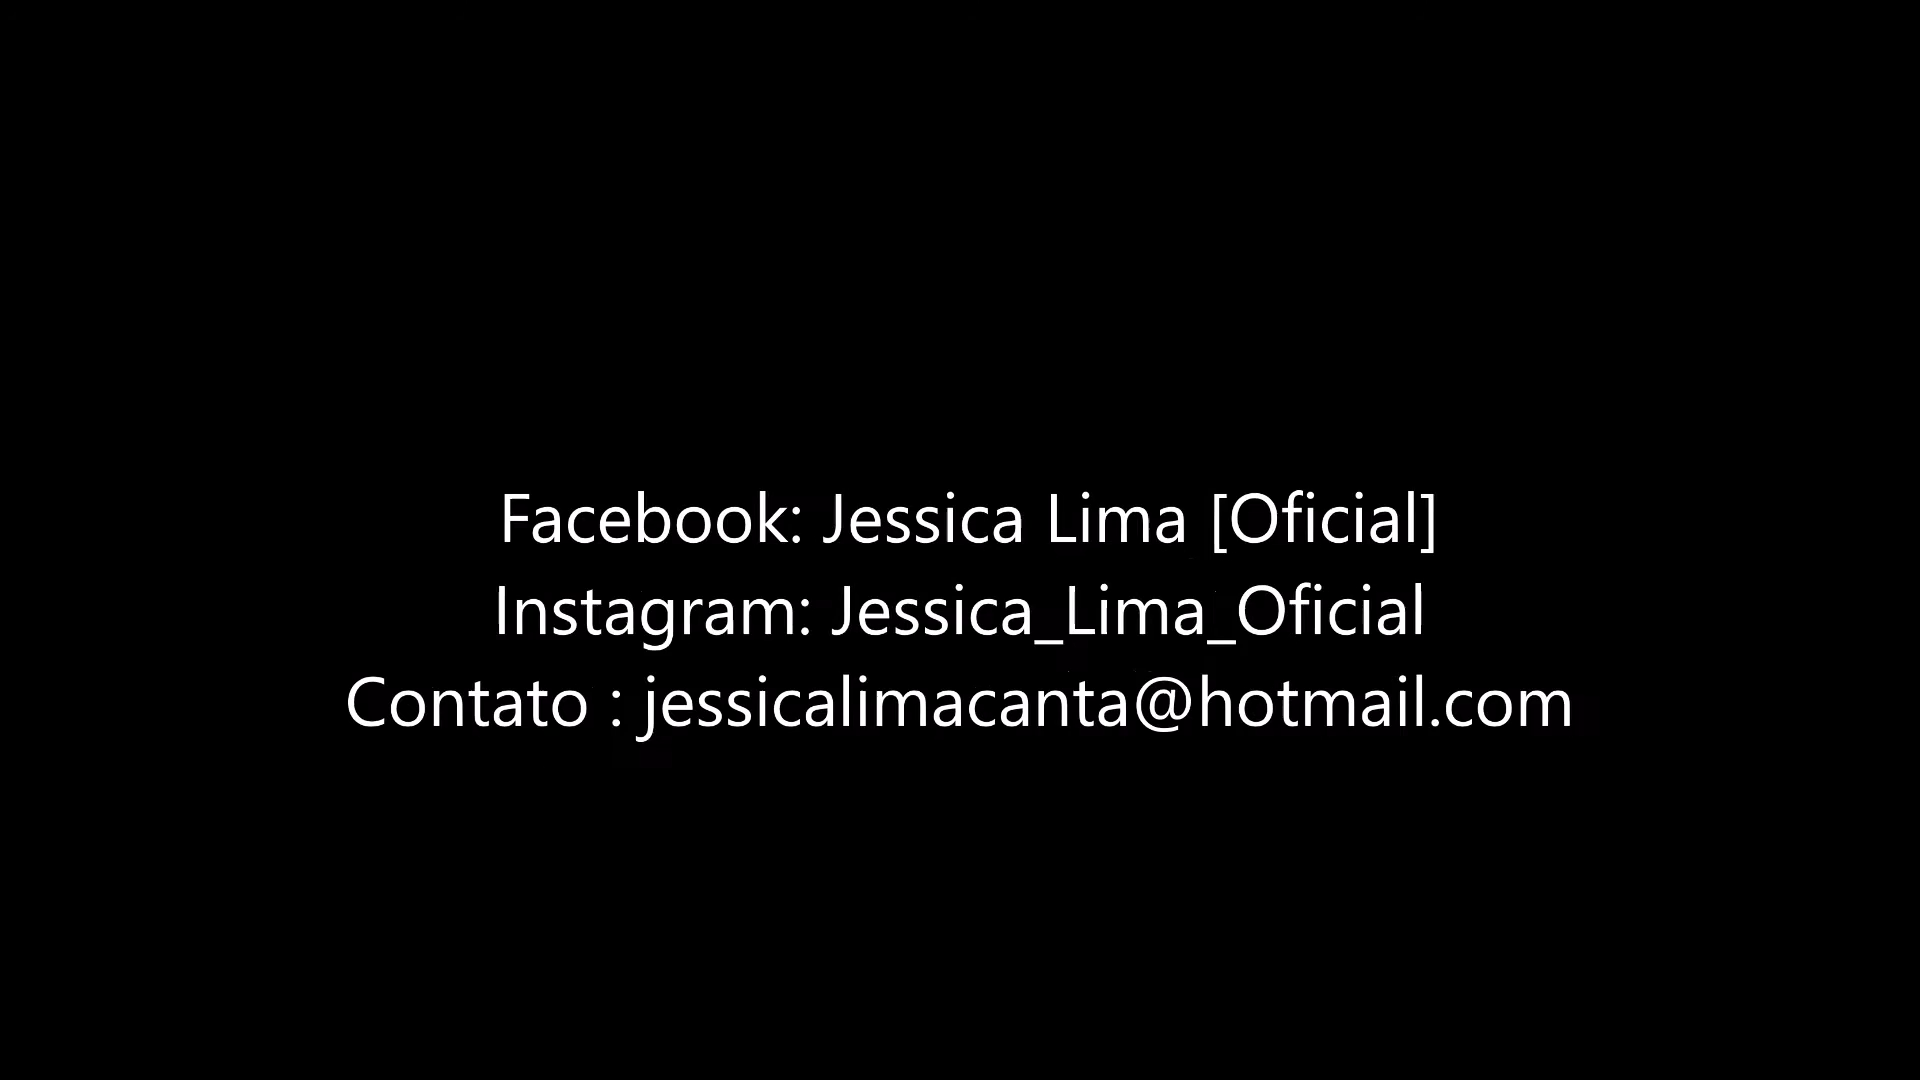 Facebook: Jessica Lima [Oficial]
Instagram: Jessica_Lima_Oficial
Contato : jessicalimacanta@hotmail.com